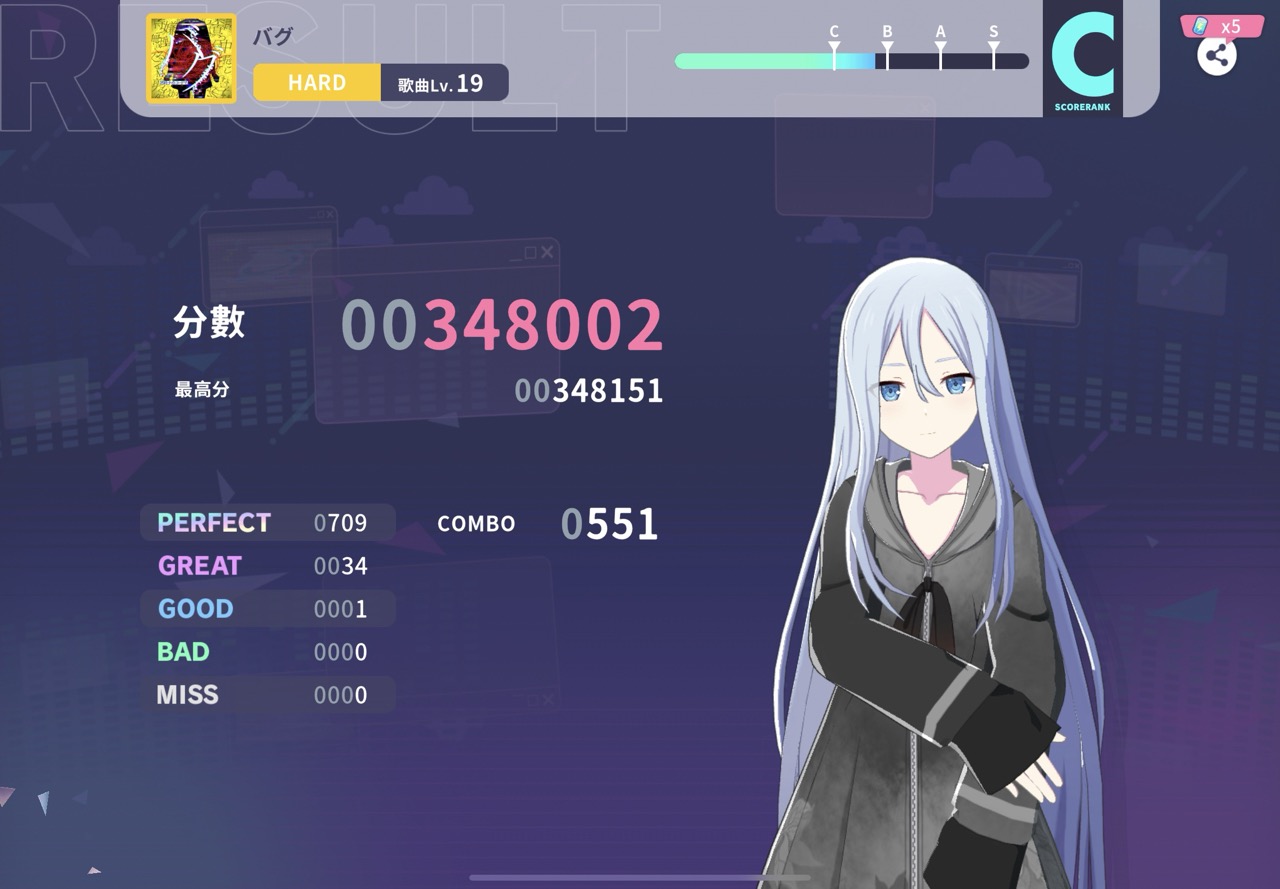 RESULT
バグ
HARD
歌曲Lv.19
C B A S
C
SCORERANK
x5
分數 00348002
最高分 00348151
PERFECT 0709
COMBO 0551
GREAT 0034
GOOD 0001
BAD 0000
MISS 0000